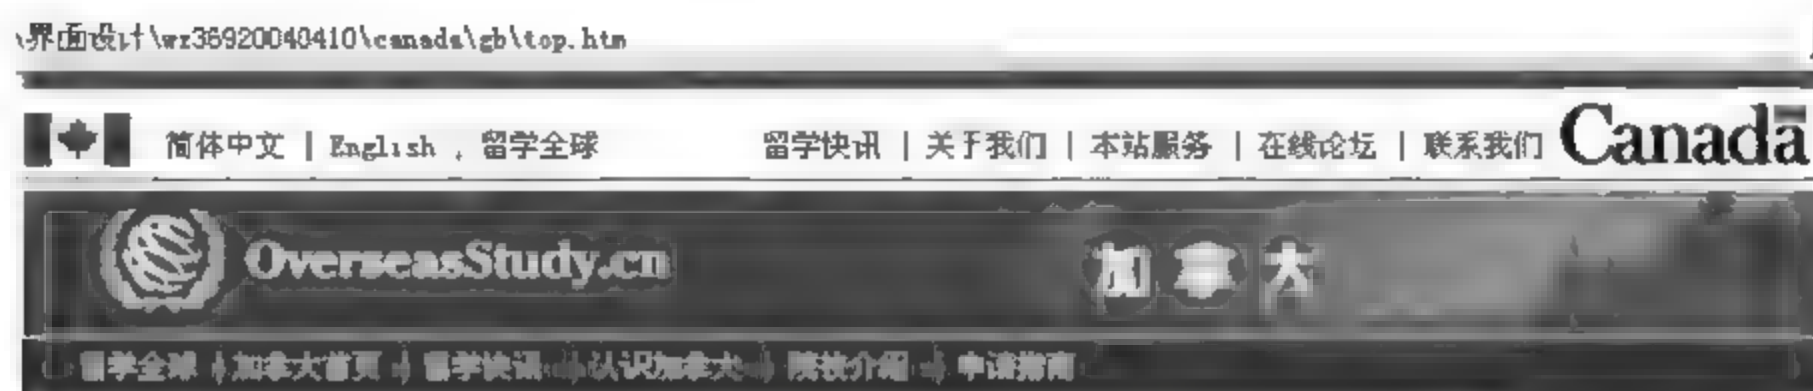 \界面设计\wz36920040410\canada\gb\top.htm
简体中文 | English , 留学全球 留学快讯 | 关于我们 | 本站服务 | 在线论坛 | 联系我们 Canada
OverseasStudy.cn 加拿大
留学全球 | 加拿大首页 | 留学快讯 | 认识加拿大 | 院校介绍 | 申请指南